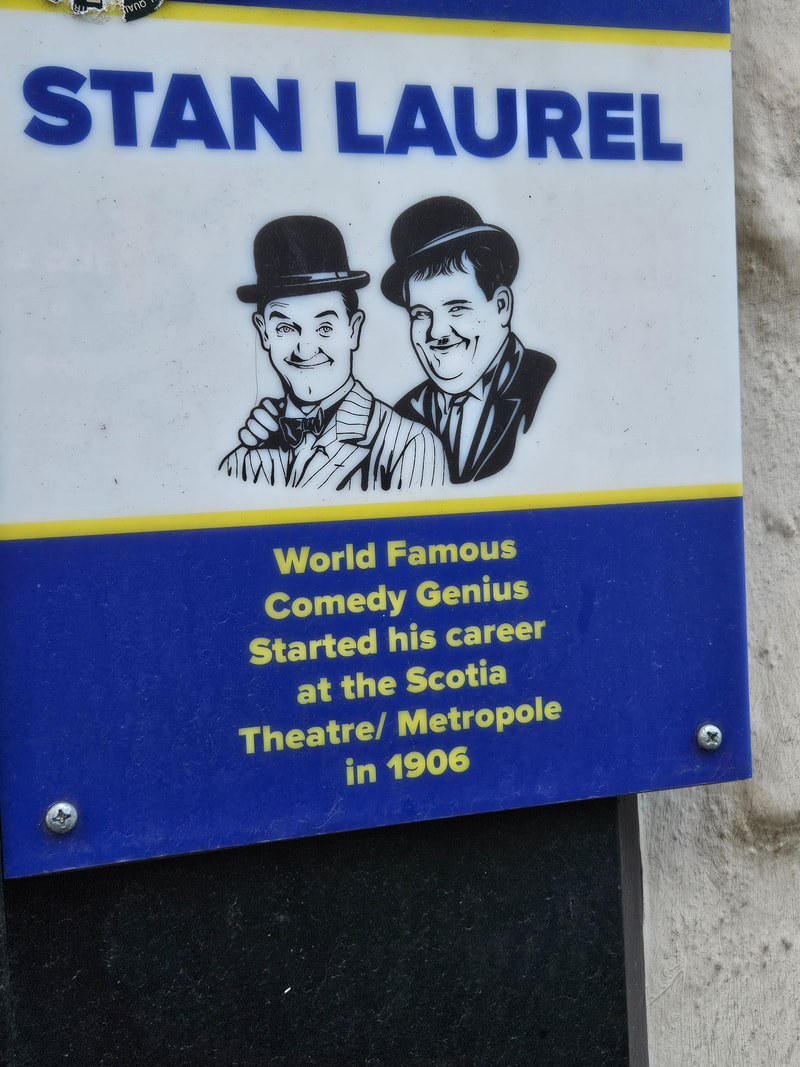 STAN LAUREL
World Famous
Comedy Genius
Started his career
at the Scotia
Theatre/ Metropole
in 1906